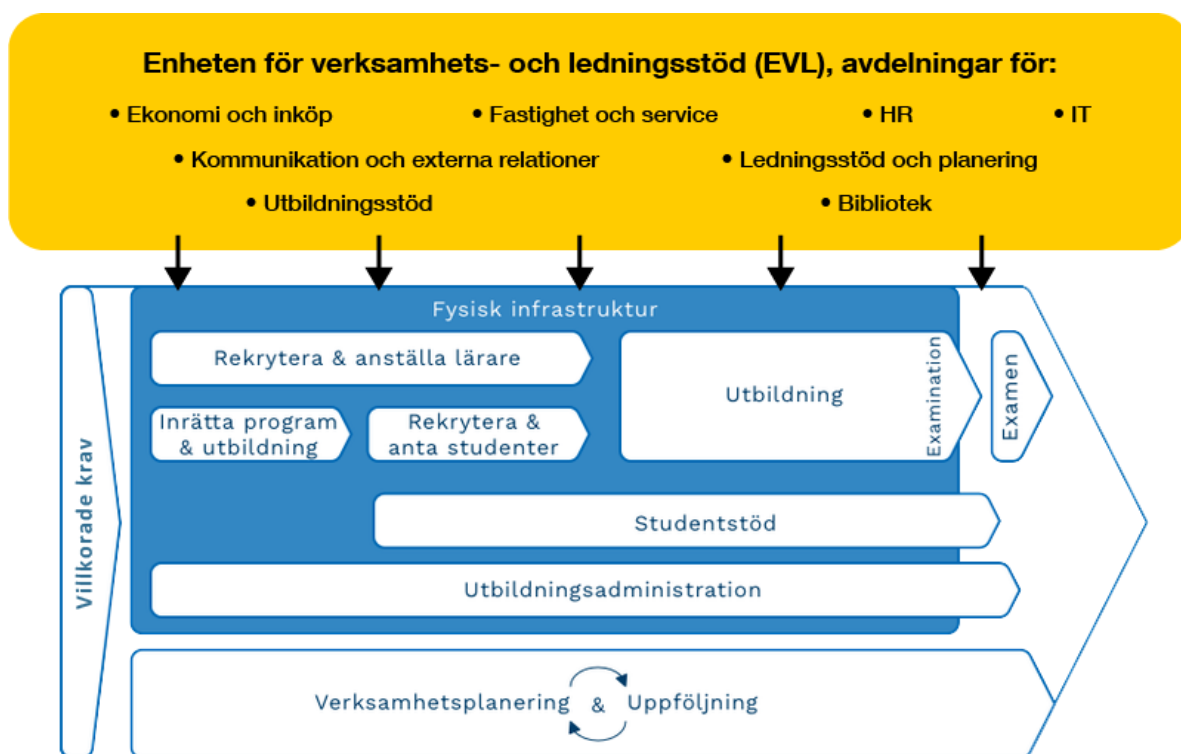 Enheten för verksamhets- och ledningsstöd (EVL), avdelningar för:
• Ekonomi och inköp • Fastighet och service • HR • IT
• Kommunikation och externa relationer • Ledningsstöd och planering
• Utbildningsstöd • Bibliotek
Villkorade krav
Fysisk infrastruktur
Rekrytera & anställa lärare
Inrätta program
& utbildning
Rekrytera &
anta studenter
Utbildning
Examination
Examen
Studentstöd
Utbildningsadministration
Verksamhetsplanering & Uppföljning